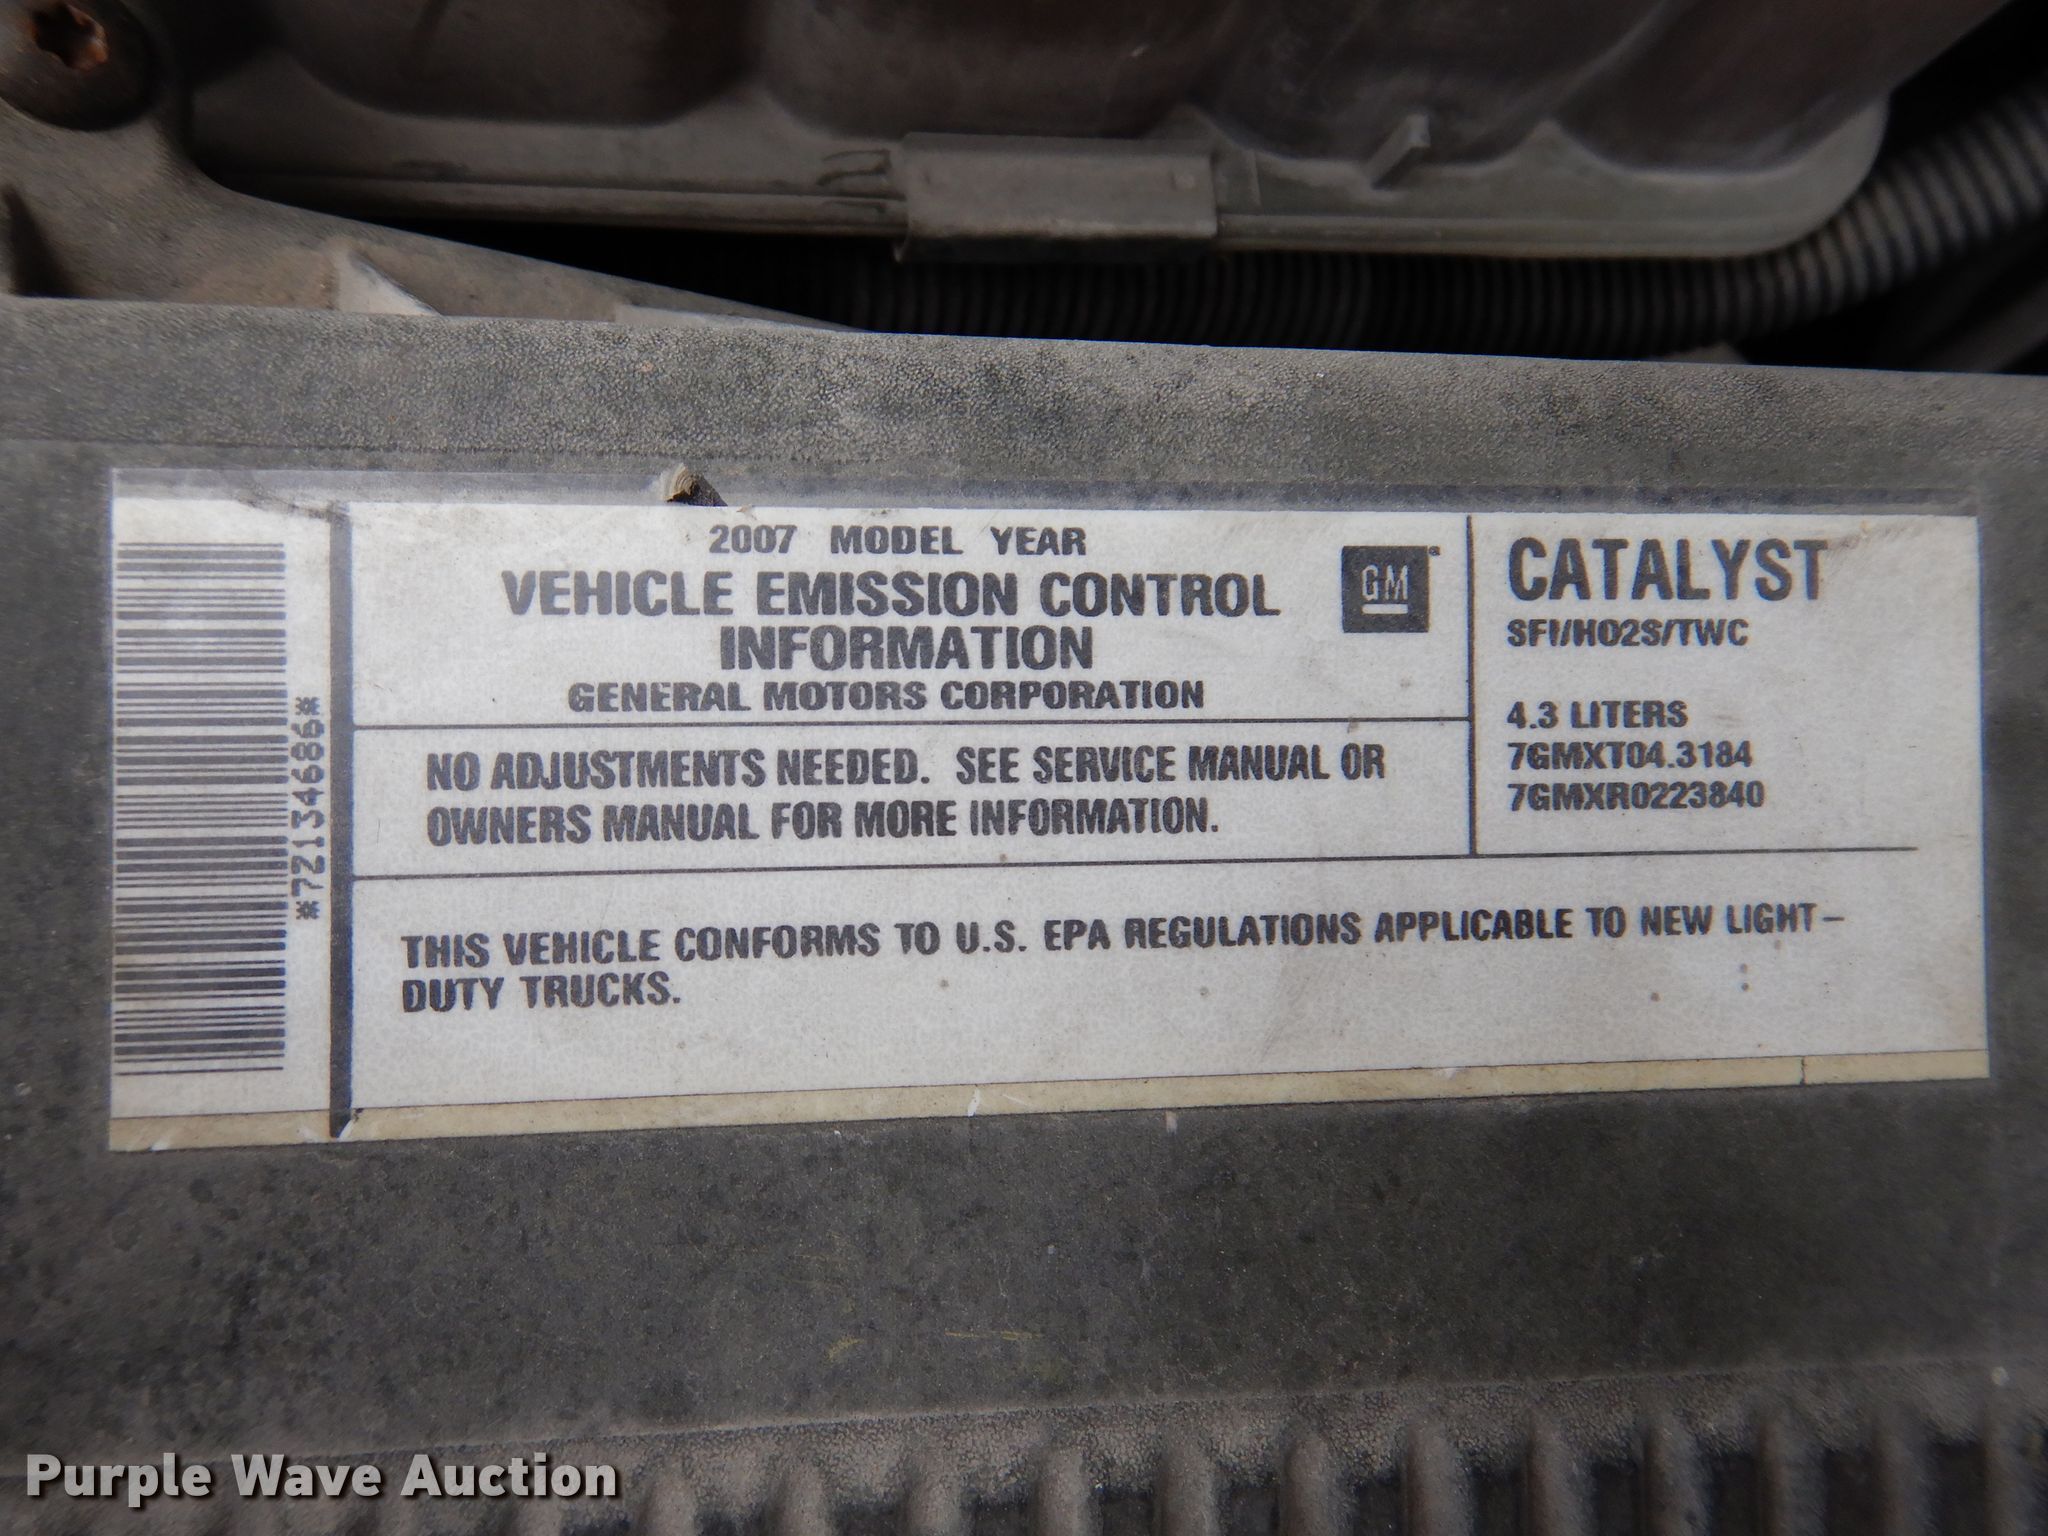 2007 MODEL YEAR
VEHICLE EMISSION CONTROL
INFORMATION
GENERAL MOTORS CORPORATION
GM
NO ADJUSTMENTS NEEDED. SEE SERVICE MANUAL OR
OWNERS MANUAL FOR MORE INFORMATION.
CATALYST
SFI/HO2S/TWC
4.3 LITERS
7GMXT04.3184
7GMXR0223840
THIS VEHICLE CONFORMS TO U.S. EPA REGULATIONS APPLICABLE TO NEW LIGHT-
DUTY TRUCKS.
*72134686*
Purple Wave Auction